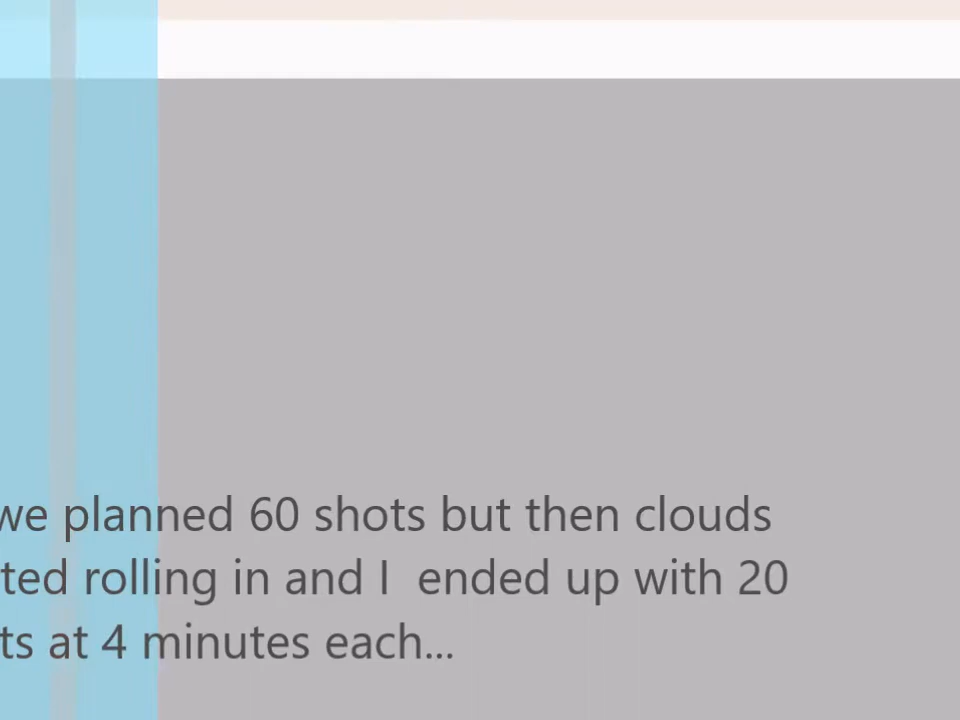 we planned 60 shots but then clouds
ted rolling in and I ended up with 20
ts at 4 minutes each...